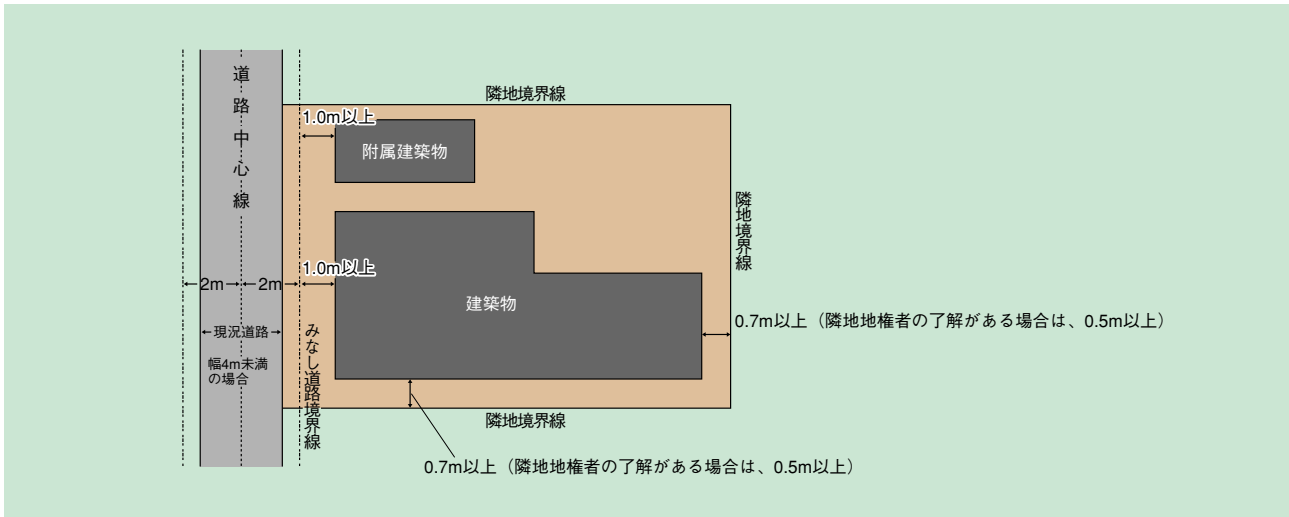 道路中心線
隣地境界線
1.0m以上
附属建築物
隣地境界線
1.0m以上
2m
2m
建築物
0.7m以上（隣地地権者の了解がある場合は、0.5m以上）
現況道路
幅4m未満
の場合
みなし道路境界線
隣地境界線
0.7m以上（隣地地権者の了解がある場合は、0.5m以上）